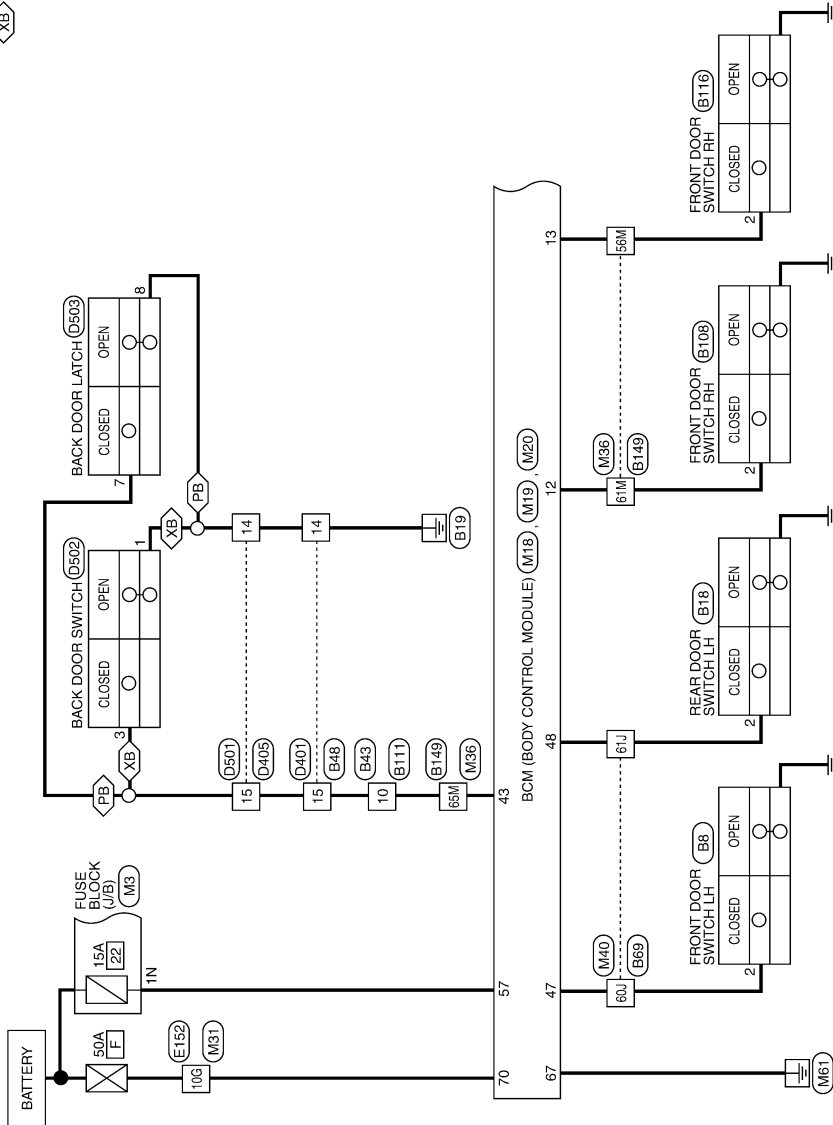 XB
BATTERY
50A
F
E152
M31
10G
FUSE
BLOCK
(J/B)
M3
15A
22
1N
BACK DOOR SWITCH
D502
CLOSED
OPEN
3
1
BACK DOOR LATCH
D503
CLOSED
OPEN
7
8
PB
XB
XB
PB
15
D501
D405
14
15
D401
B48
14
10
B43
B111
65M
B149
M36
B19
70
57
43
67
47
48
12
13
BCM (BODY CONTROL MODULE)
M18
,
M19
,
M20
M61
60J
M40
B69
61J
61M
M36
B149
56M
FRONT DOOR
SWITCH LH
B8
CLOSED
OPEN
2
REAR DOOR
SWITCH LH
B18
CLOSED
OPEN
2
FRONT DOOR
SWITCH RH
B108
CLOSED
OPEN
2
FRONT DOOR
SWITCH RH
B116
CLOSED
OPEN
2